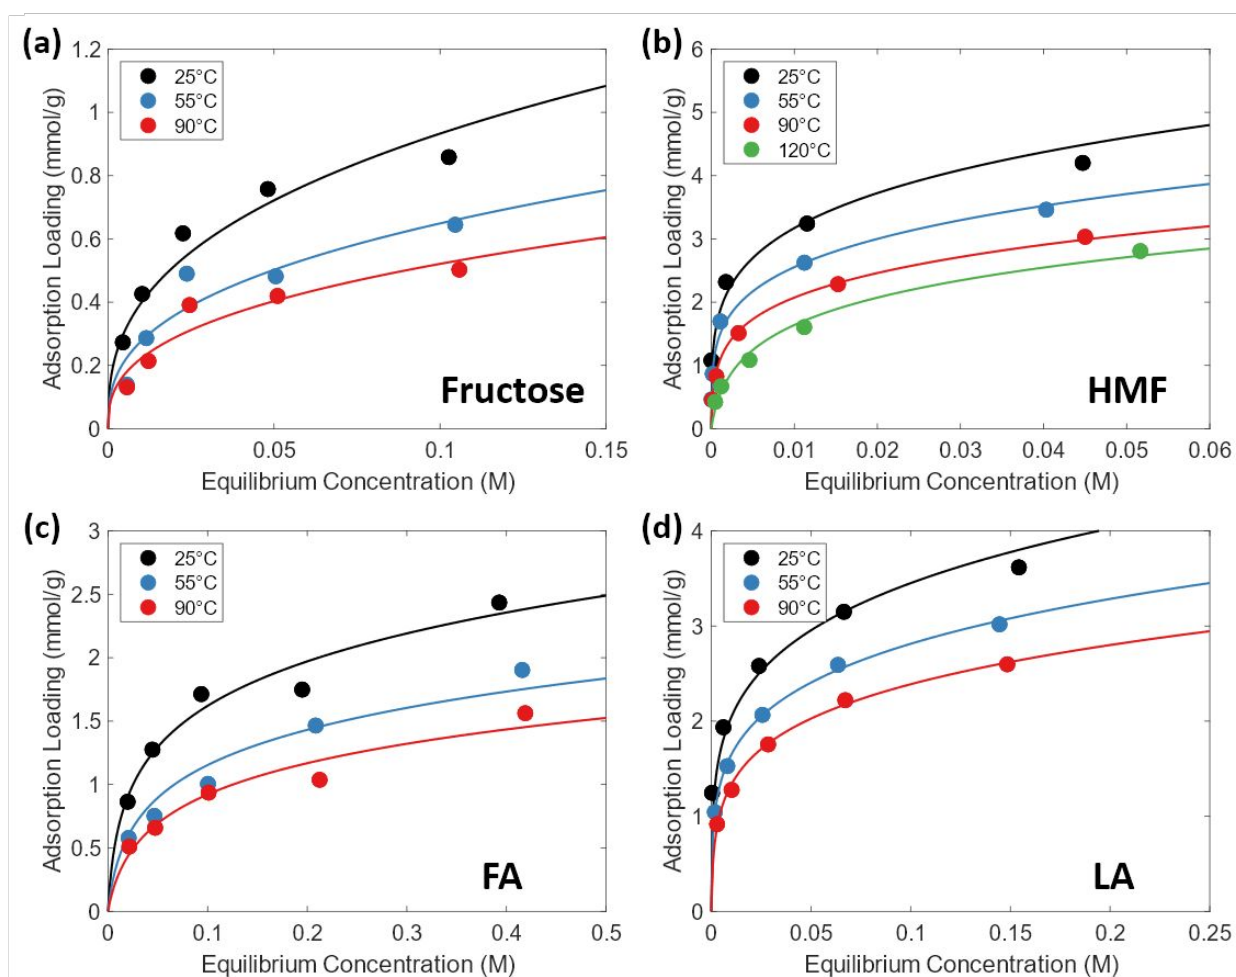 (a)
1.2
1
0.8
0.6
0.4
0.2
0
Adsorption Loading (mmol/g)
25°C
55°C
90°C
Fructose
0
0.05
0.1
0.15
Equilibrium Concentration (M)
(b)
6
5
4
3
2
1
0
Adsorption Loading (mmol/g)
25°C
55°C
90°C
120°C
HMF
0
0.01
0.02
0.03
0.04
0.05
0.06
Equilibrium Concentration (M)
(c)
3
2.5
2
1.5
1
0.5
0
Adsorption Loading (mmol/g)
25°C
55°C
90°C
FA
0
0.1
0.2
0.3
0.4
0.5
Equilibrium Concentration (M)
(d)
4
3
2
1
0
Adsorption Loading (mmol/g)
25°C
55°C
90°C
LA
0
0.05
0.1
0.15
0.2
0.25
Equilibrium Concentration (M)